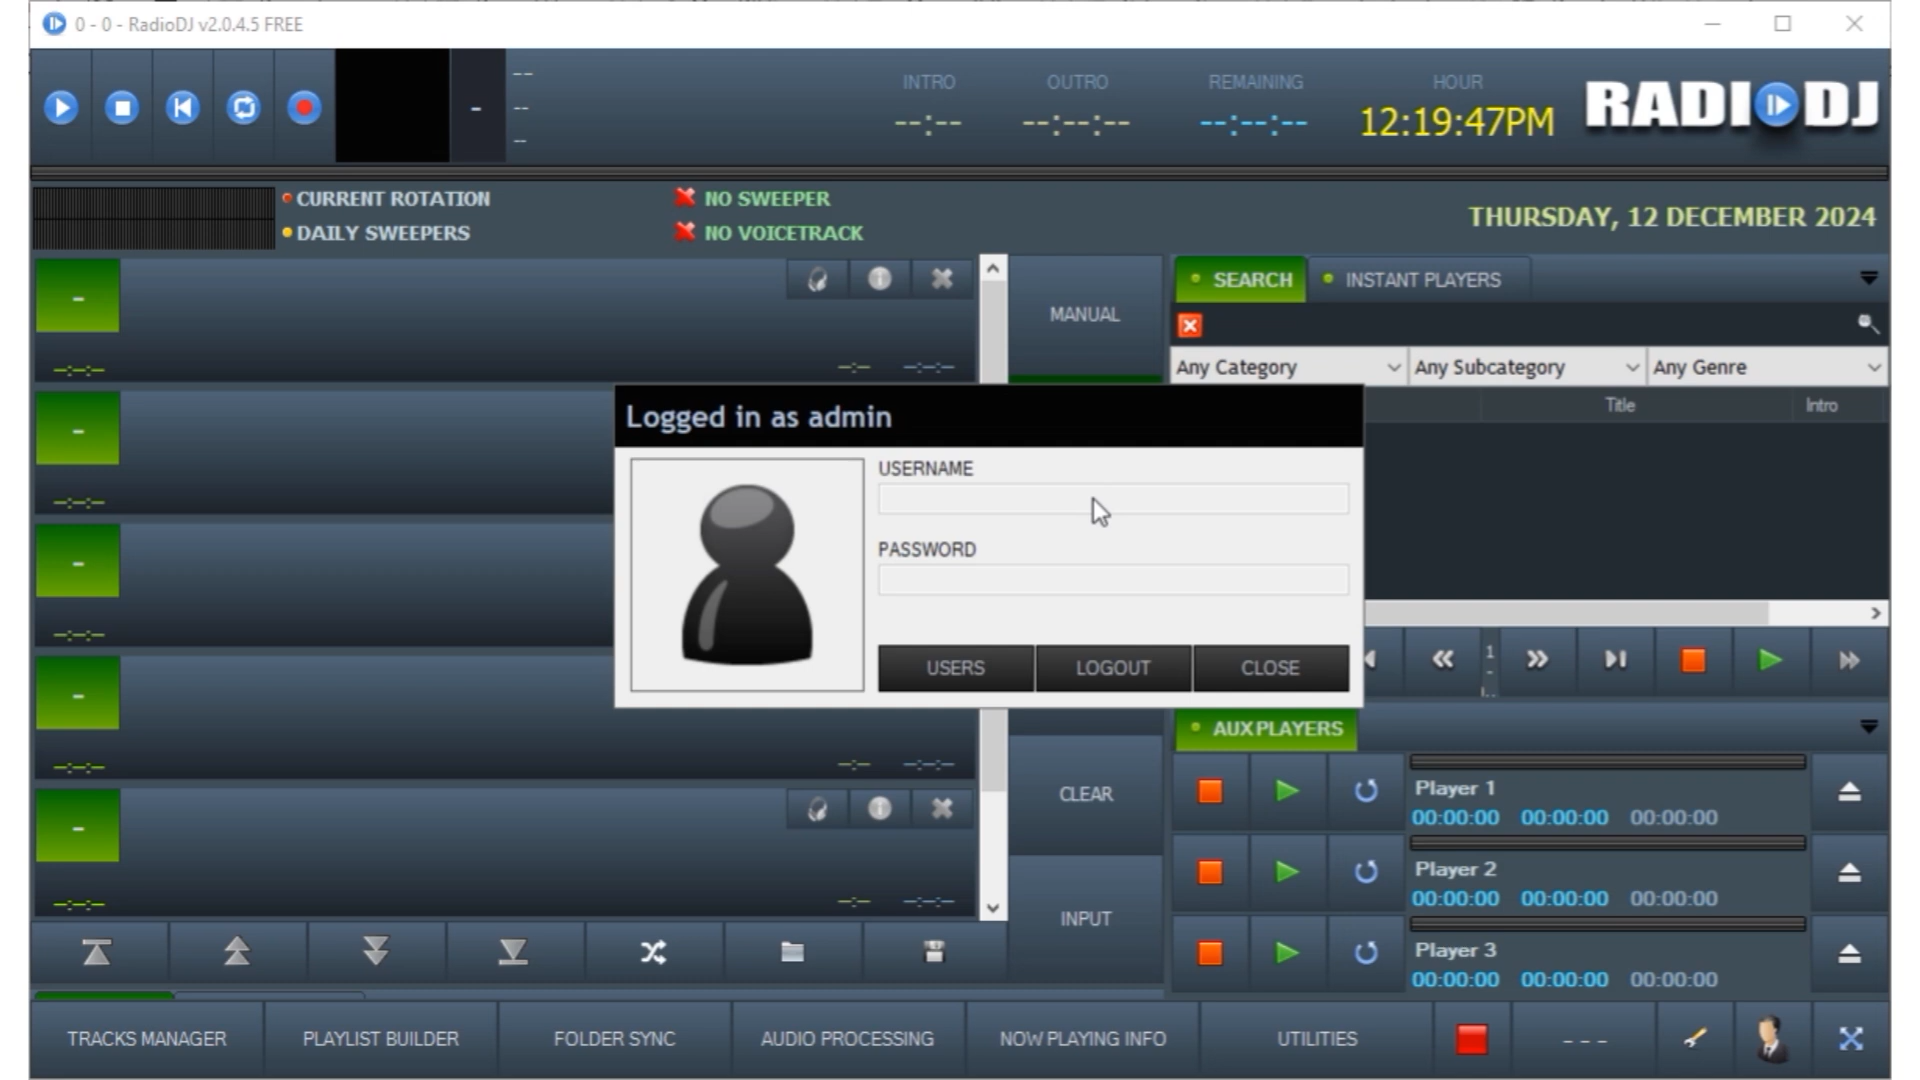 0 - 0 - RadioDJ v2.0.4.5 FREE
INTRO OUTRO REMAINING HOUR
--:-- --:--:-- --:--:-- 12:19:47PM
RADIODJ
CURRENT ROTATION NO SWEEPER
DAILY SWEEPERS NO VOICETRACK
THURSDAY, 12 DECEMBER 2024
MANUAL
SEARCH INSTANT PLAYERS
Any Category Any Subcategory Any Genre
Title Intro
Logged in as admin
USERNAME
PASSWORD
USERS LOGOUT CLOSE
AUX PLAYERS
CLEAR
INPUT
Player 1
00:00:00 00:00:00 00:00:00
Player 2
00:00:00 00:00:00 00:00:00
Player 3
00:00:00 00:00:00 00:00:00
TRACKS MANAGER PLAYLIST BUILDER FOLDER SYNC AUDIO PROCESSING NOW PLAYING INFO UTILITIES ---